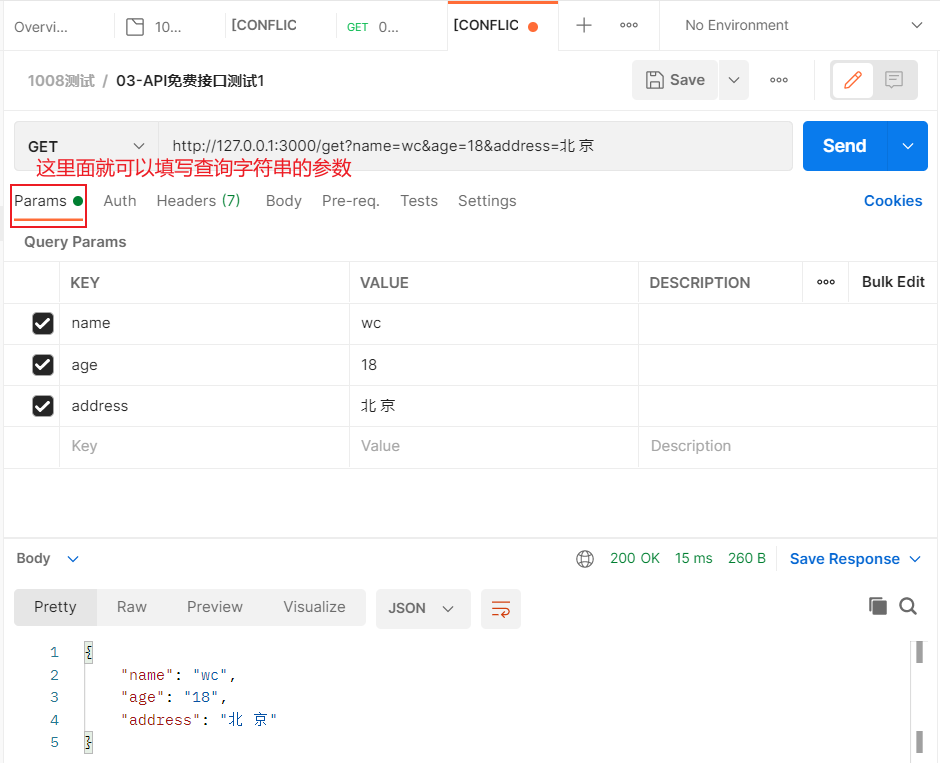 Overvi... 10... [CONFLIC GET 0... [CONFLIC No Environment
1008测试 / 03-API免费接口测试1 Save
GET http://127.0.0.1:3000/get?name=wc&age=18&address=北京 Send
这里面就可以填写查询字符串的参数
Params Auth Headers (7) Body Pre-req. Tests Settings Cookies
Query Params
KEY VALUE DESCRIPTION Bulk Edit
name wc
age 18
address 北京
Key Value Description
Body 200 OK 15 ms 260 B Save Response
Pretty Raw Preview Visualize JSON
1 {
2 "name": "wc",
3 "age": "18",
4 "address": "北京"
5 }